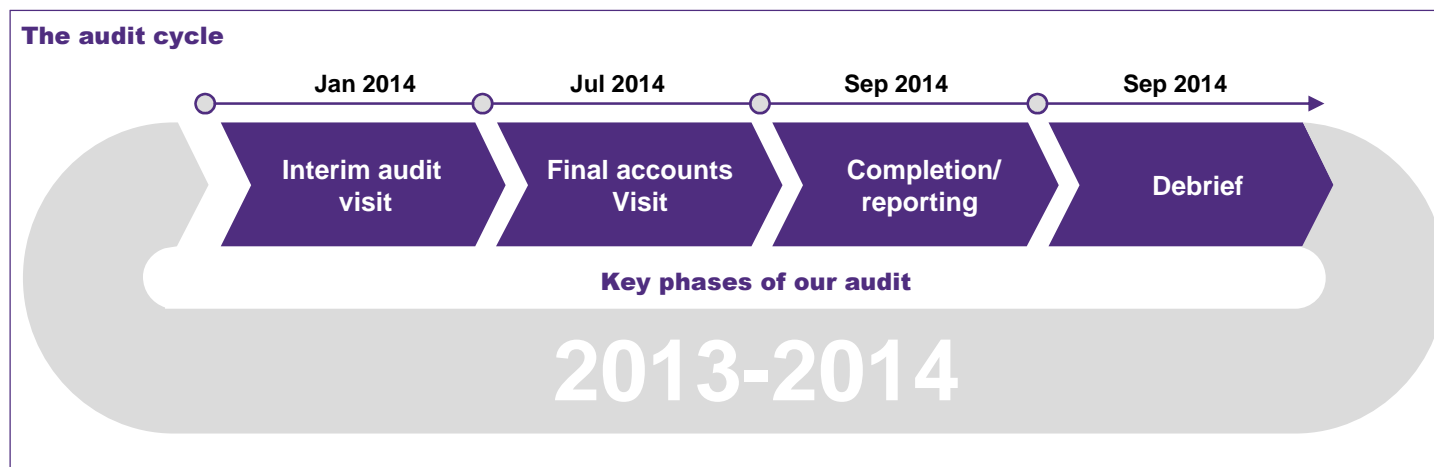 The audit cycle
Jan 2014
Jul 2014
Sep 2014
Sep 2014
Interim audit
visit
Final accounts
Visit
Completion/
reporting
Debrief
Key phases of our audit
2013-2014